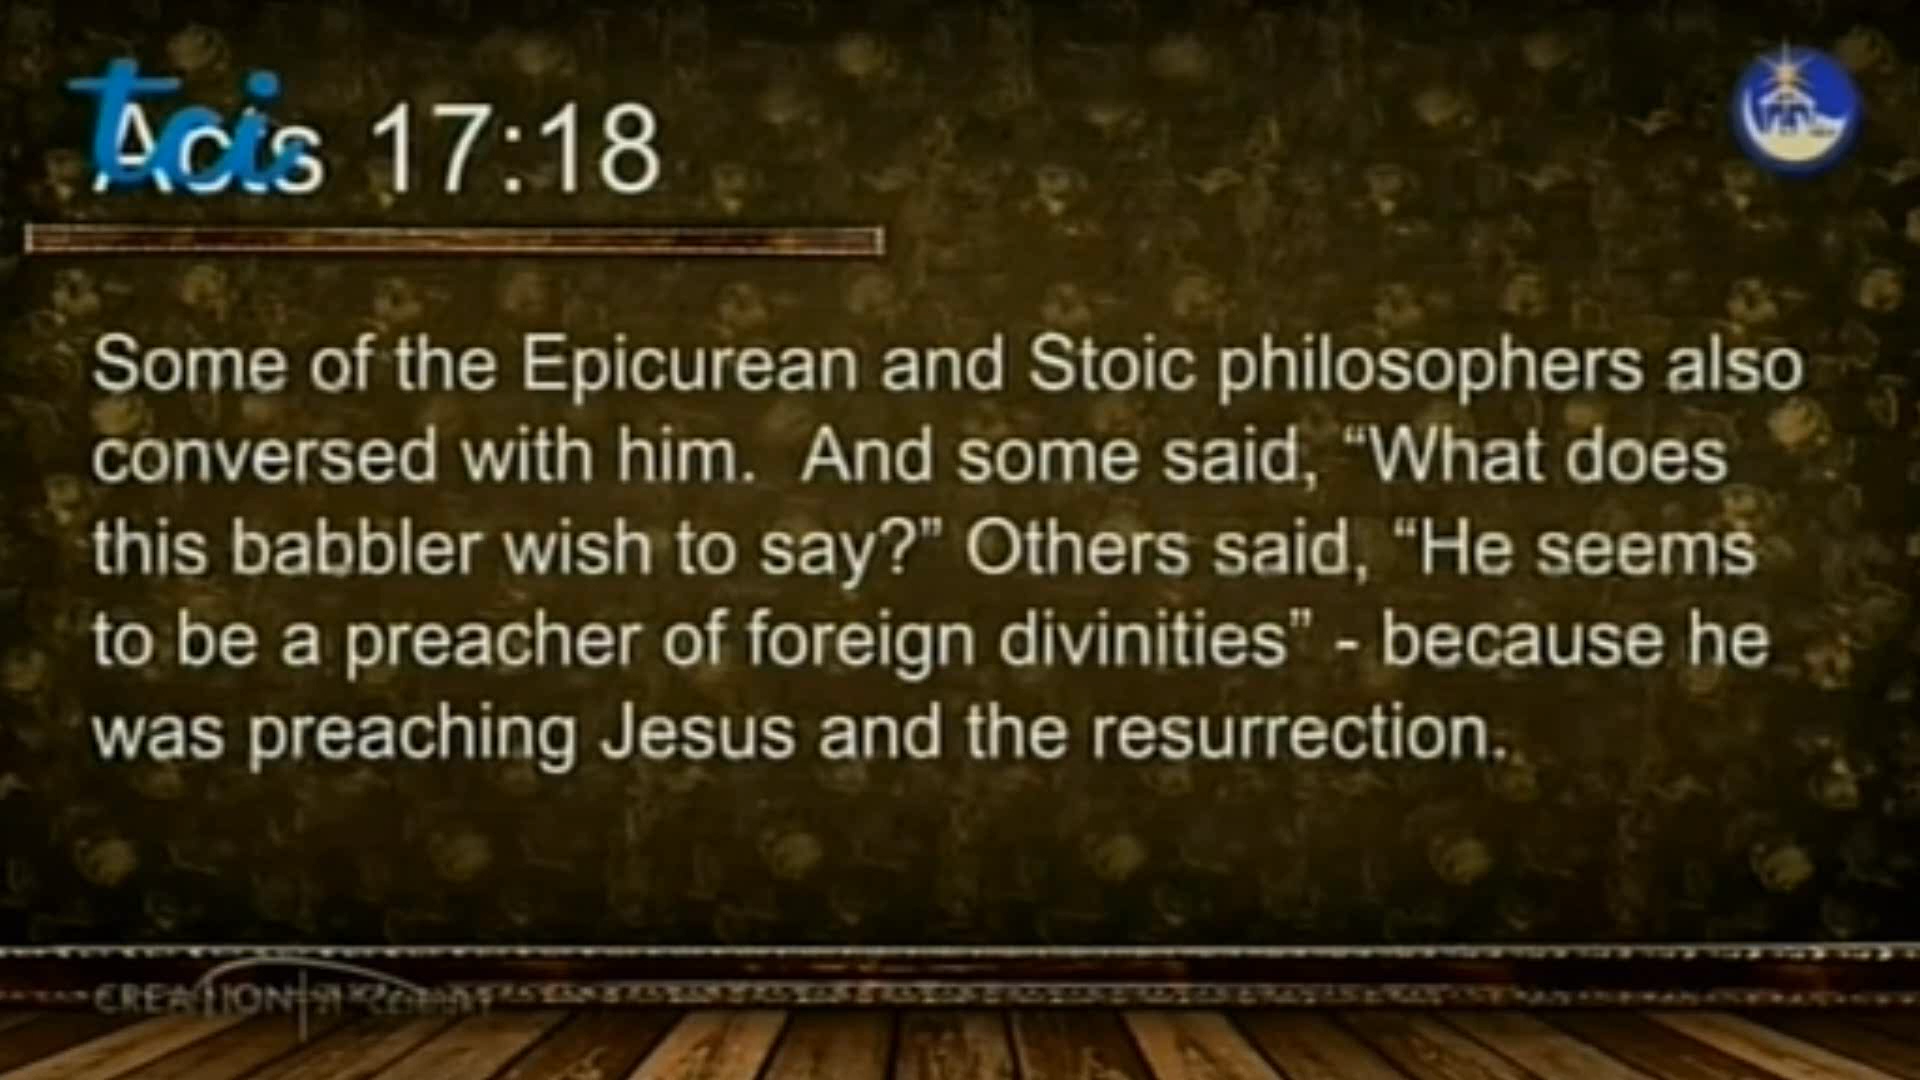 tci
Acts 17:18
Some of the Epicurean and Stoic philosophers also
conversed with him.  And some said, “What does
this babbler wish to say?” Others said, “He seems
to be a preacher of foreign divinities” - because he
was preaching Jesus and the resurrection.
CREATION